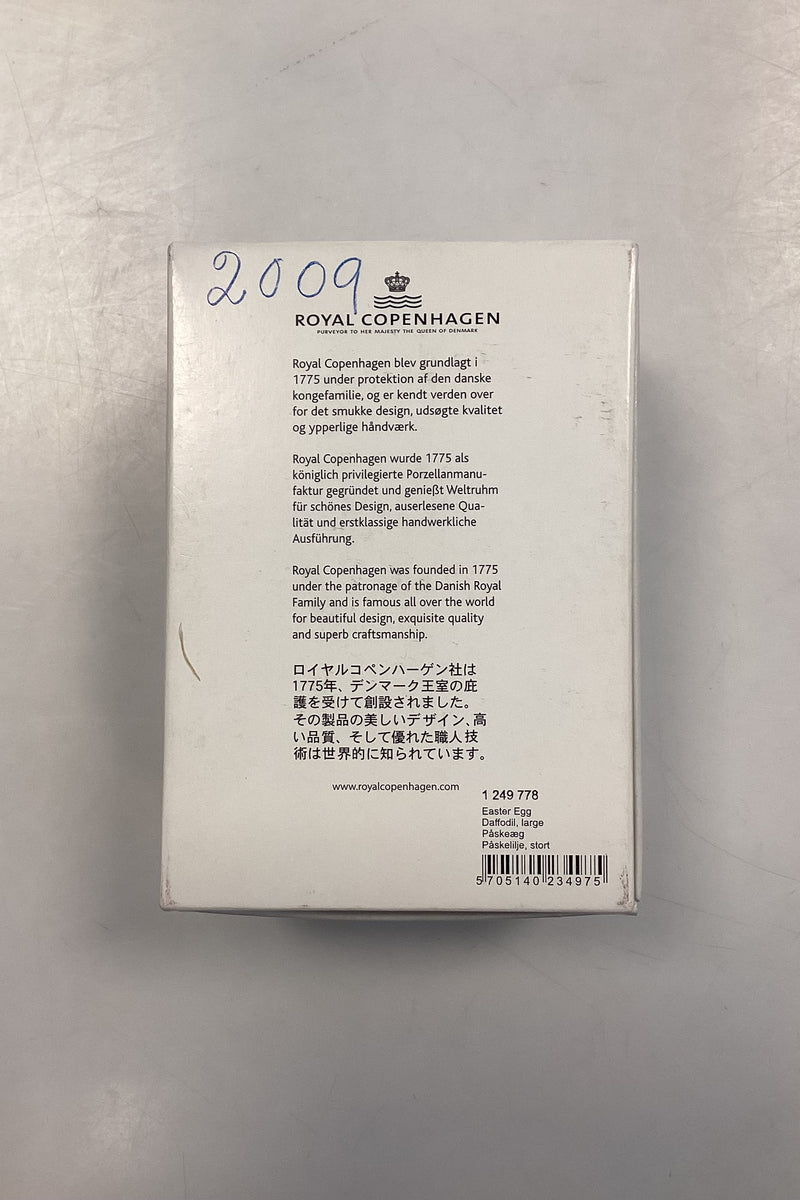 2009
ROYAL COPENHAGEN
PURVEYOR TO HER MAJESTY THE QUEEN OF DENMARK
Royal Copenhagen blev grundlagt i
1775 under protektion af den danske
kongefamilie, og er kendt verden over
for det smukke design, udsøgte kvalitet
og ypperlige håndværk.
Royal Copenhagen wurde 1775 als
königlich privilegierte Porzellanmanu-
faktur gegründet und genießt Weltruhm
für schönes Design, auserlesene Qua-
lität und erstklassige handwerkliche
Ausführung.
Royal Copenhagen was founded in 1775
under the patronage of the Danish Royal
Family and is famous all over the world
for beautiful design, exquisite quality
and superb craftsmanship.
ロイヤルコペンハーゲン社は
1775年、デンマーク王室の庇
護を受けて創設されました。
その製品の美しいデザイン、高
い品質、そして優れた職人技
術は世界的に知られています。
www.royalcopenhagen.com
1 249 778
Easter Egg
Daffodil, large
Påskeæg
Påskelilje, stort
5 705140 234975